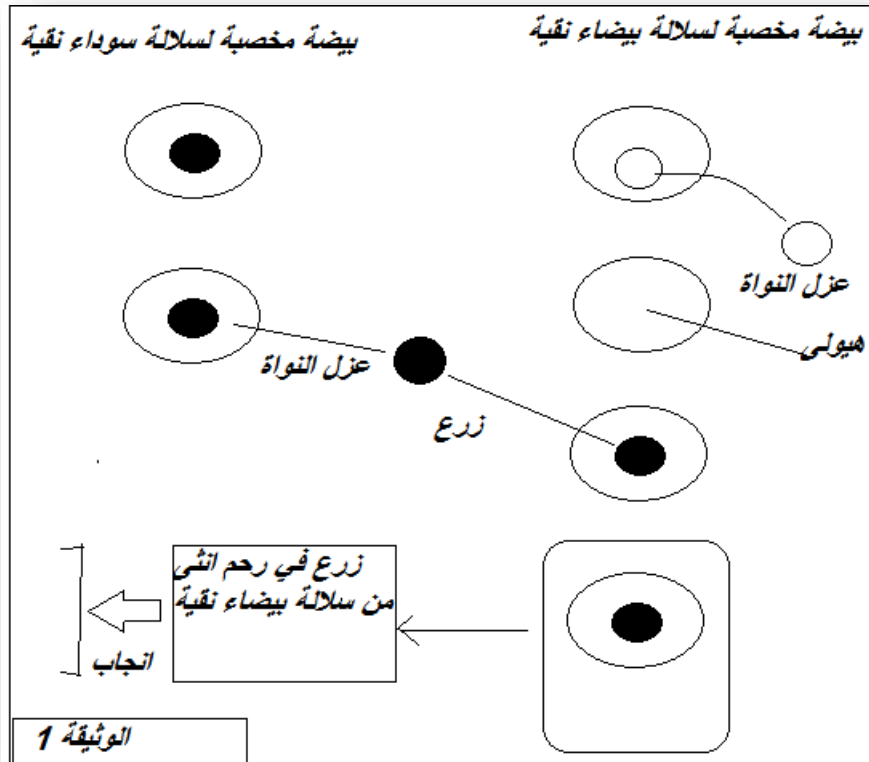 بيضة مخصبة لسلالة بيضاء نقية
بيضة مخصبة لسلالة سوداء نقية
عزل النواة
هيولى
عزل النواة
زرع
زرع في رحم انثى
من سلالة بيضاء نقية
انجاب
الوثيقة 1